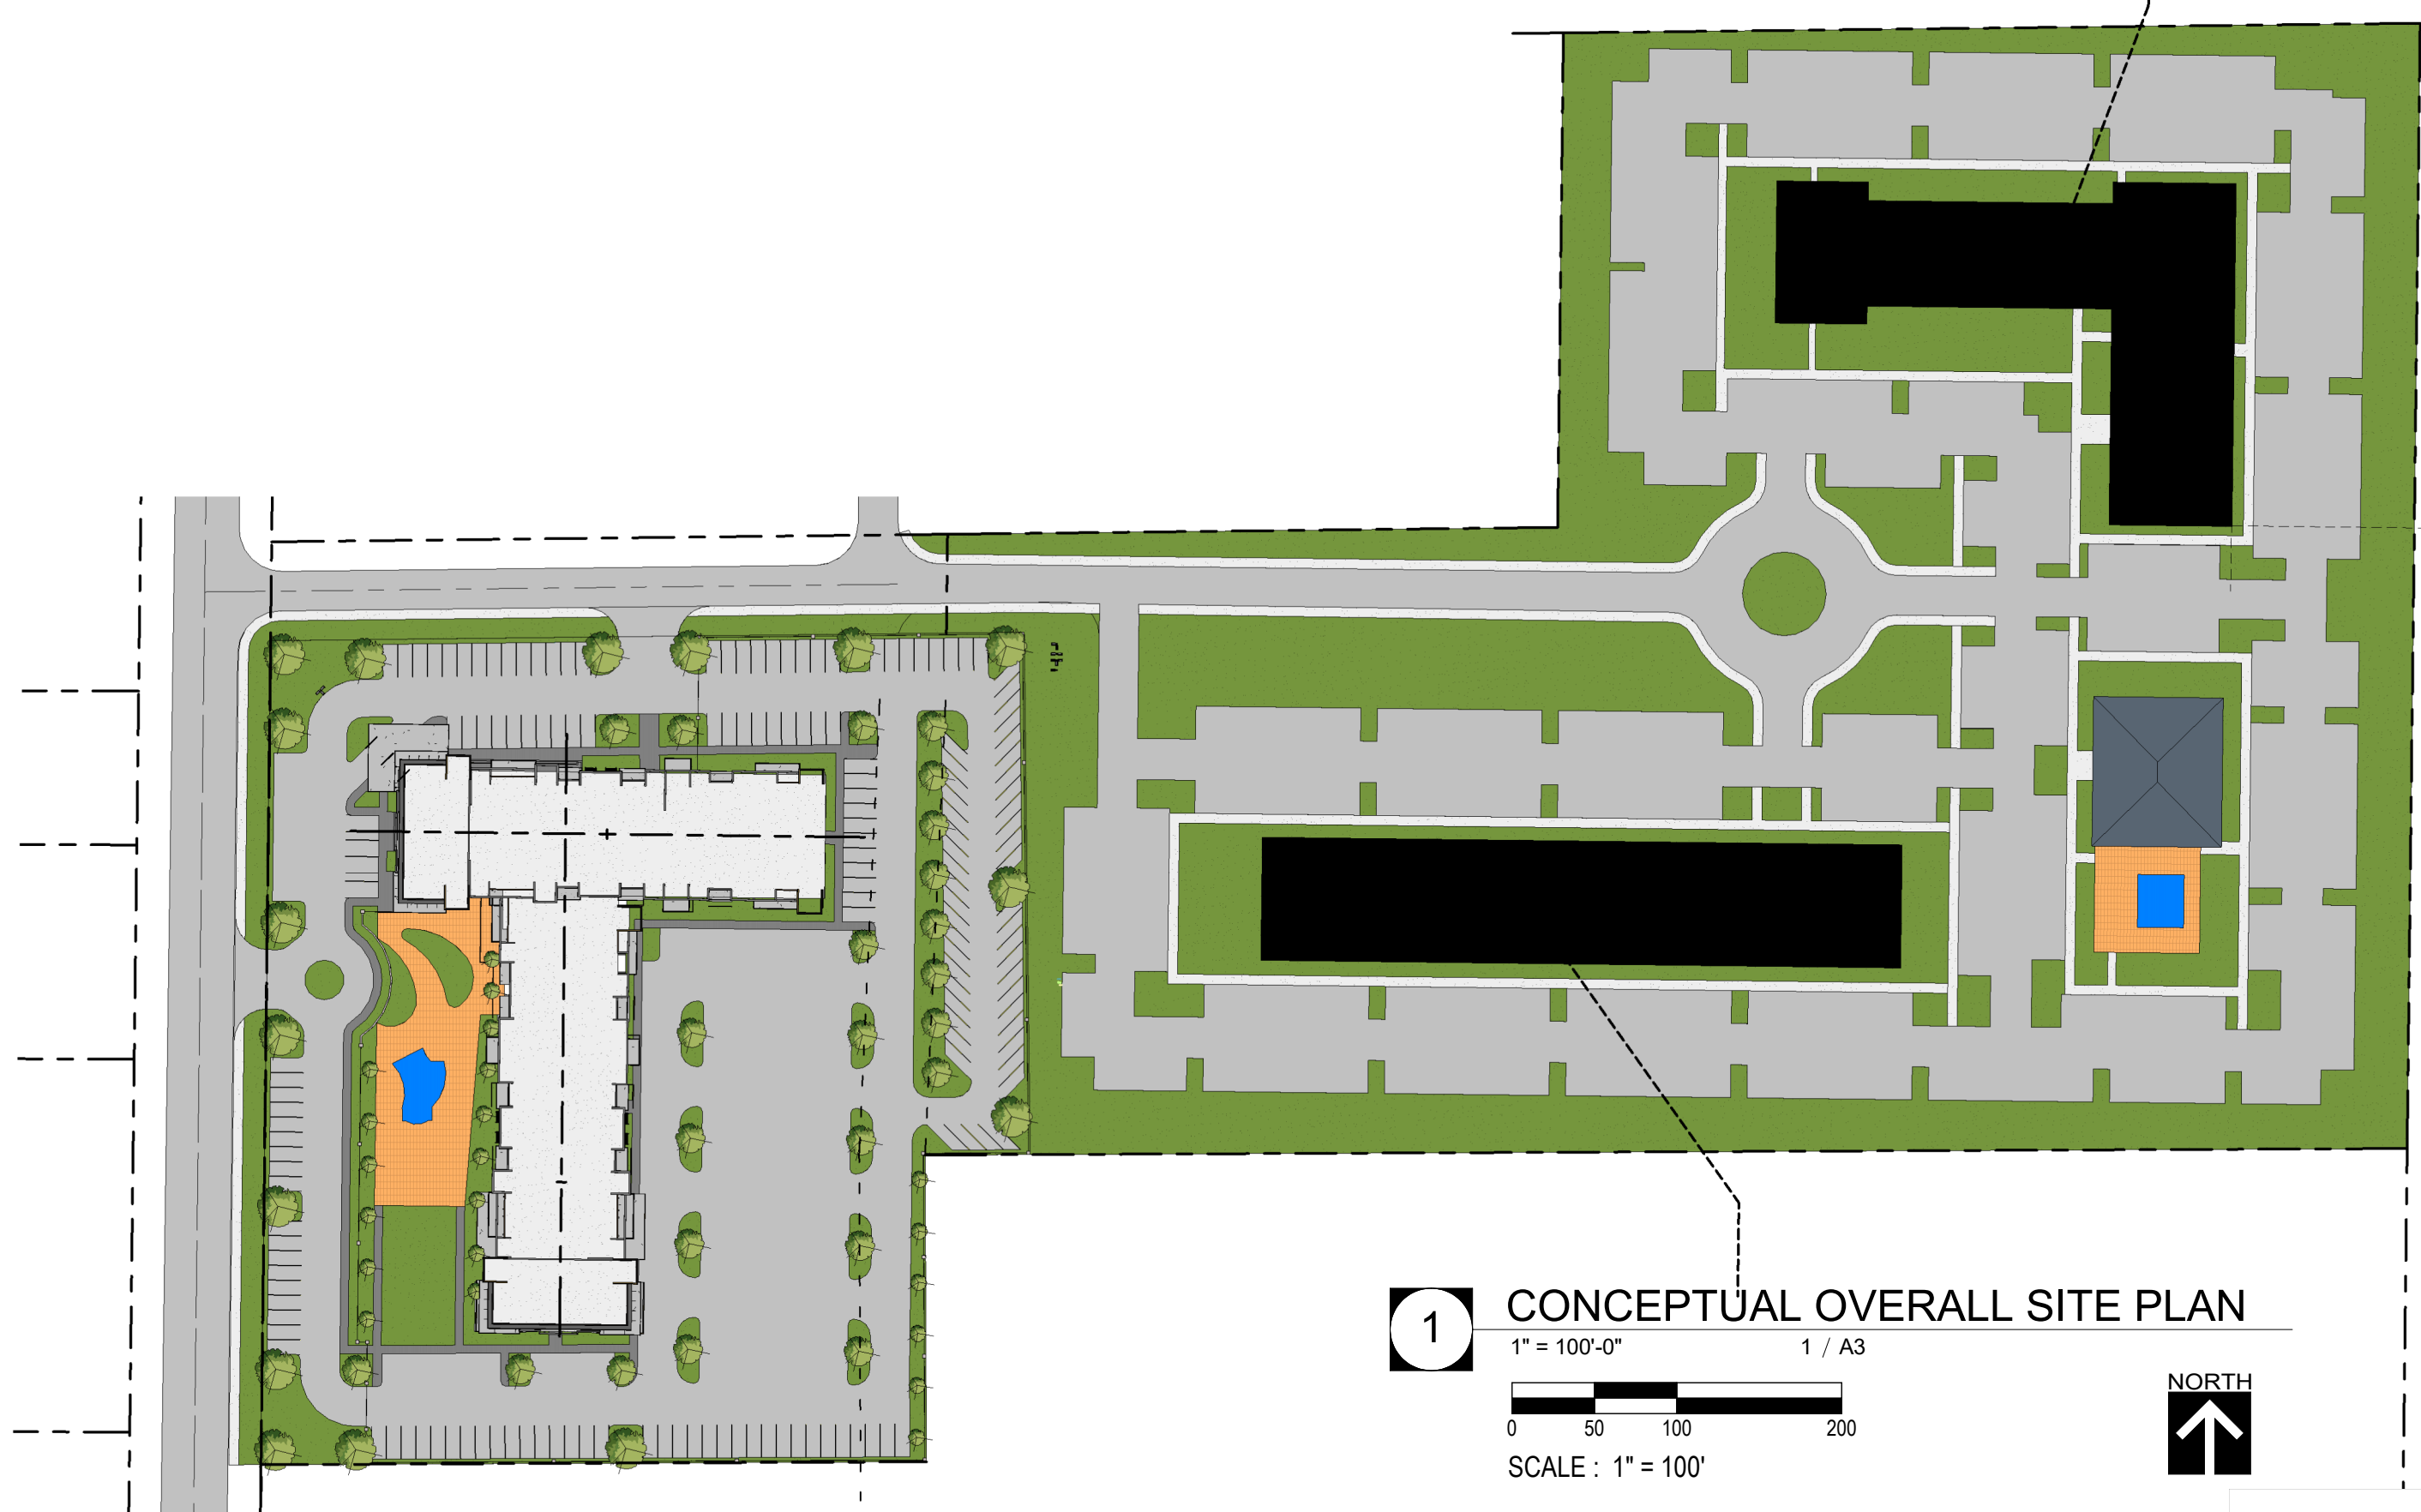 1
CONCEPTUAL OVERALL SITE PLAN
1" = 100'-0"
1 / A3
0 50 100 200
SCALE : 1" = 100'
NORTH